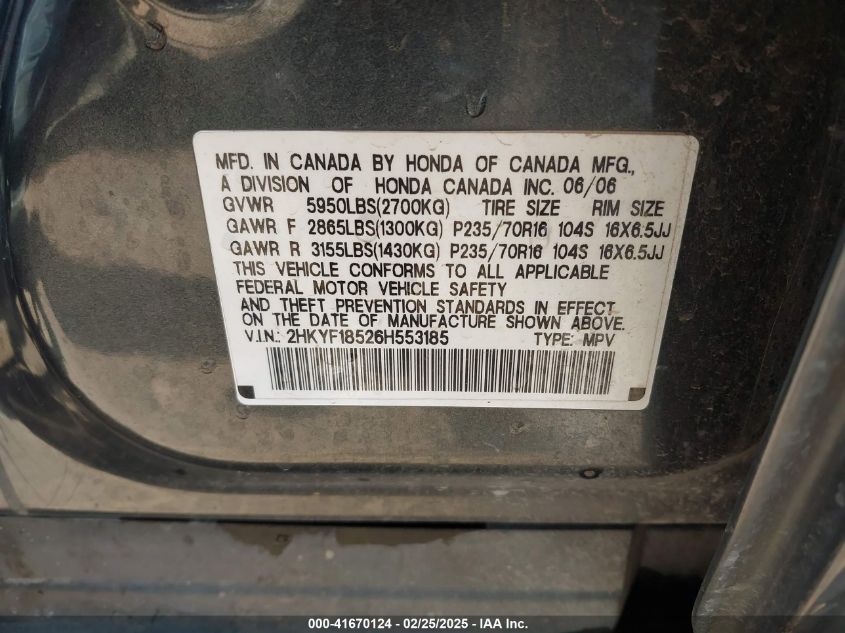 MFD. IN CANADA BY HONDA OF CANADA MFG.,
A DIVISION OF HONDA CANADA INC. 06/06
GVWR 5950LBS(2700KG) TIRE SIZE RIM SIZE
GAWR F 2865LBS(1300KG) P235/70R16 104S 16X6.5JJ
GAWR R 3155LBS(1430KG) P235/70R16 104S 16X6.5JJ
THIS VEHICLE CONFORMS TO ALL APPLICABLE
FEDERAL MOTOR VEHICLE SAFETY
AND THEFT PREVENTION STANDARDS IN EFFECT
ON THE DATE OF MANUFACTURE SHOWN ABOVE.
V.I.N.: 2HKYF18526H553185 TYPE: MPV
000-41670124 — 02/25/2025 — IAA Inc.